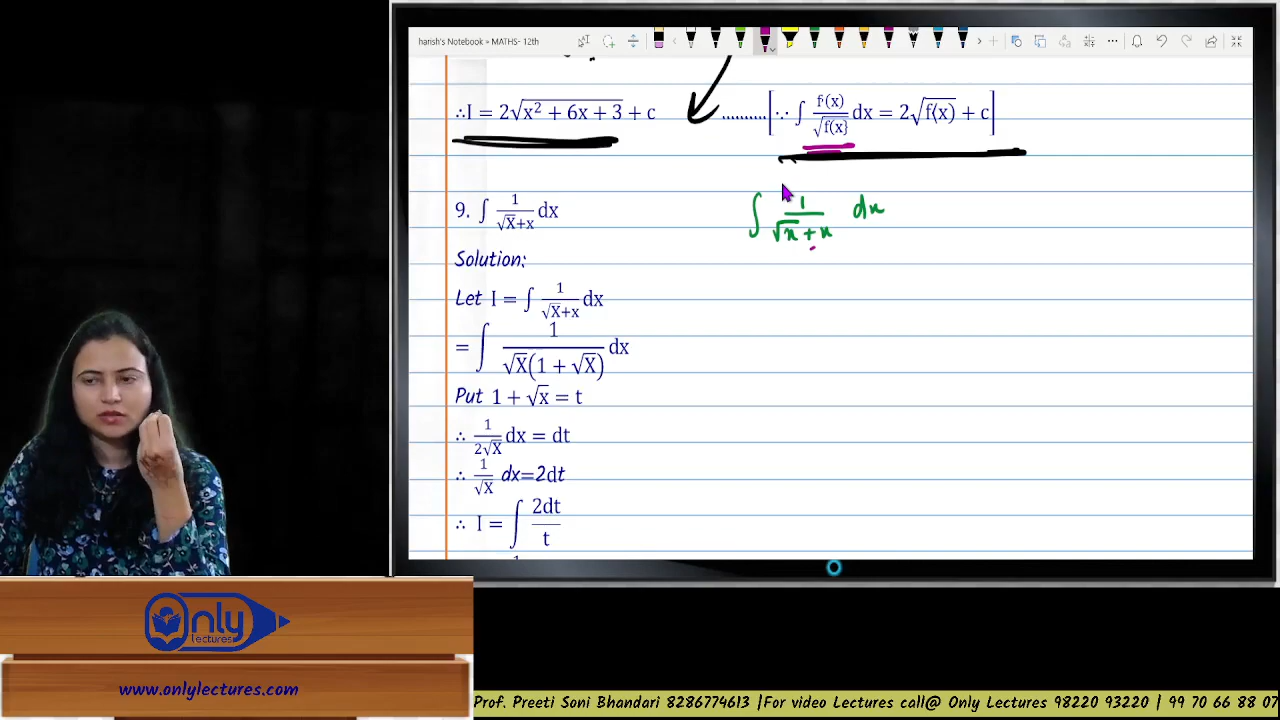 harish's Notebook » MATHS- 12th
∴I = 2√x² + 6x + 3 + c ..........[∵ ∫ f'(x)/√f(x) dx = 2√f(x) + c]
9. ∫ 1/√x+x dx
∫ 1/√x + x dx
Solution:
Let I = ∫ 1/√x+x dx
= ∫ 1/√x(1 + √x) dx
Put 1 + √x = t
∴ 1/2√x dx = dt
∴ 1/√x dx=2dt
∴ I = ∫ 2dt/t
Only
lectures
www.onlylectures.com
Prof. Preeti Soni Bhandari 8286774613 |For video Lectures call@ Only Lectures 98220 93220 | 99 70 66 88 07